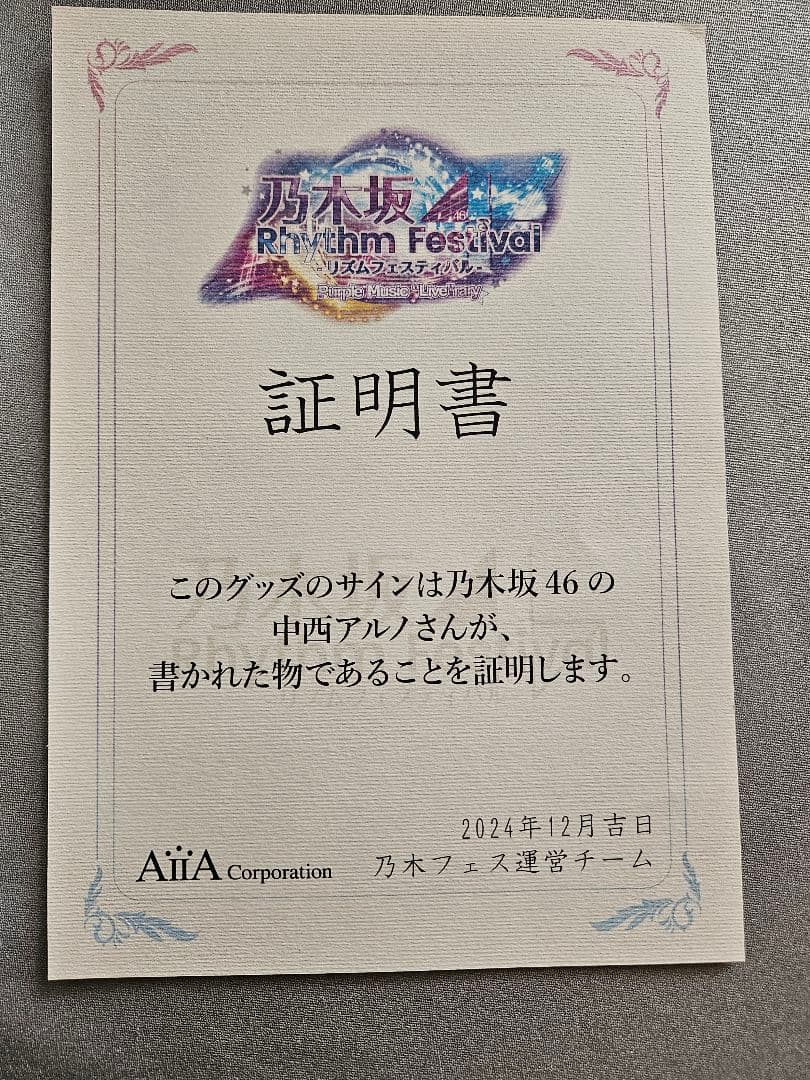 乃木坂46
Rhythm Festival
-リズムフェスティバル-
Purple Music "Live"rary
証明書
このグッズのサインは乃木坂46の
中西アルノさんが、
書かれた物であることを証明します。
2024年12月吉日
AiiA Corporation
乃木フェス運営チーム